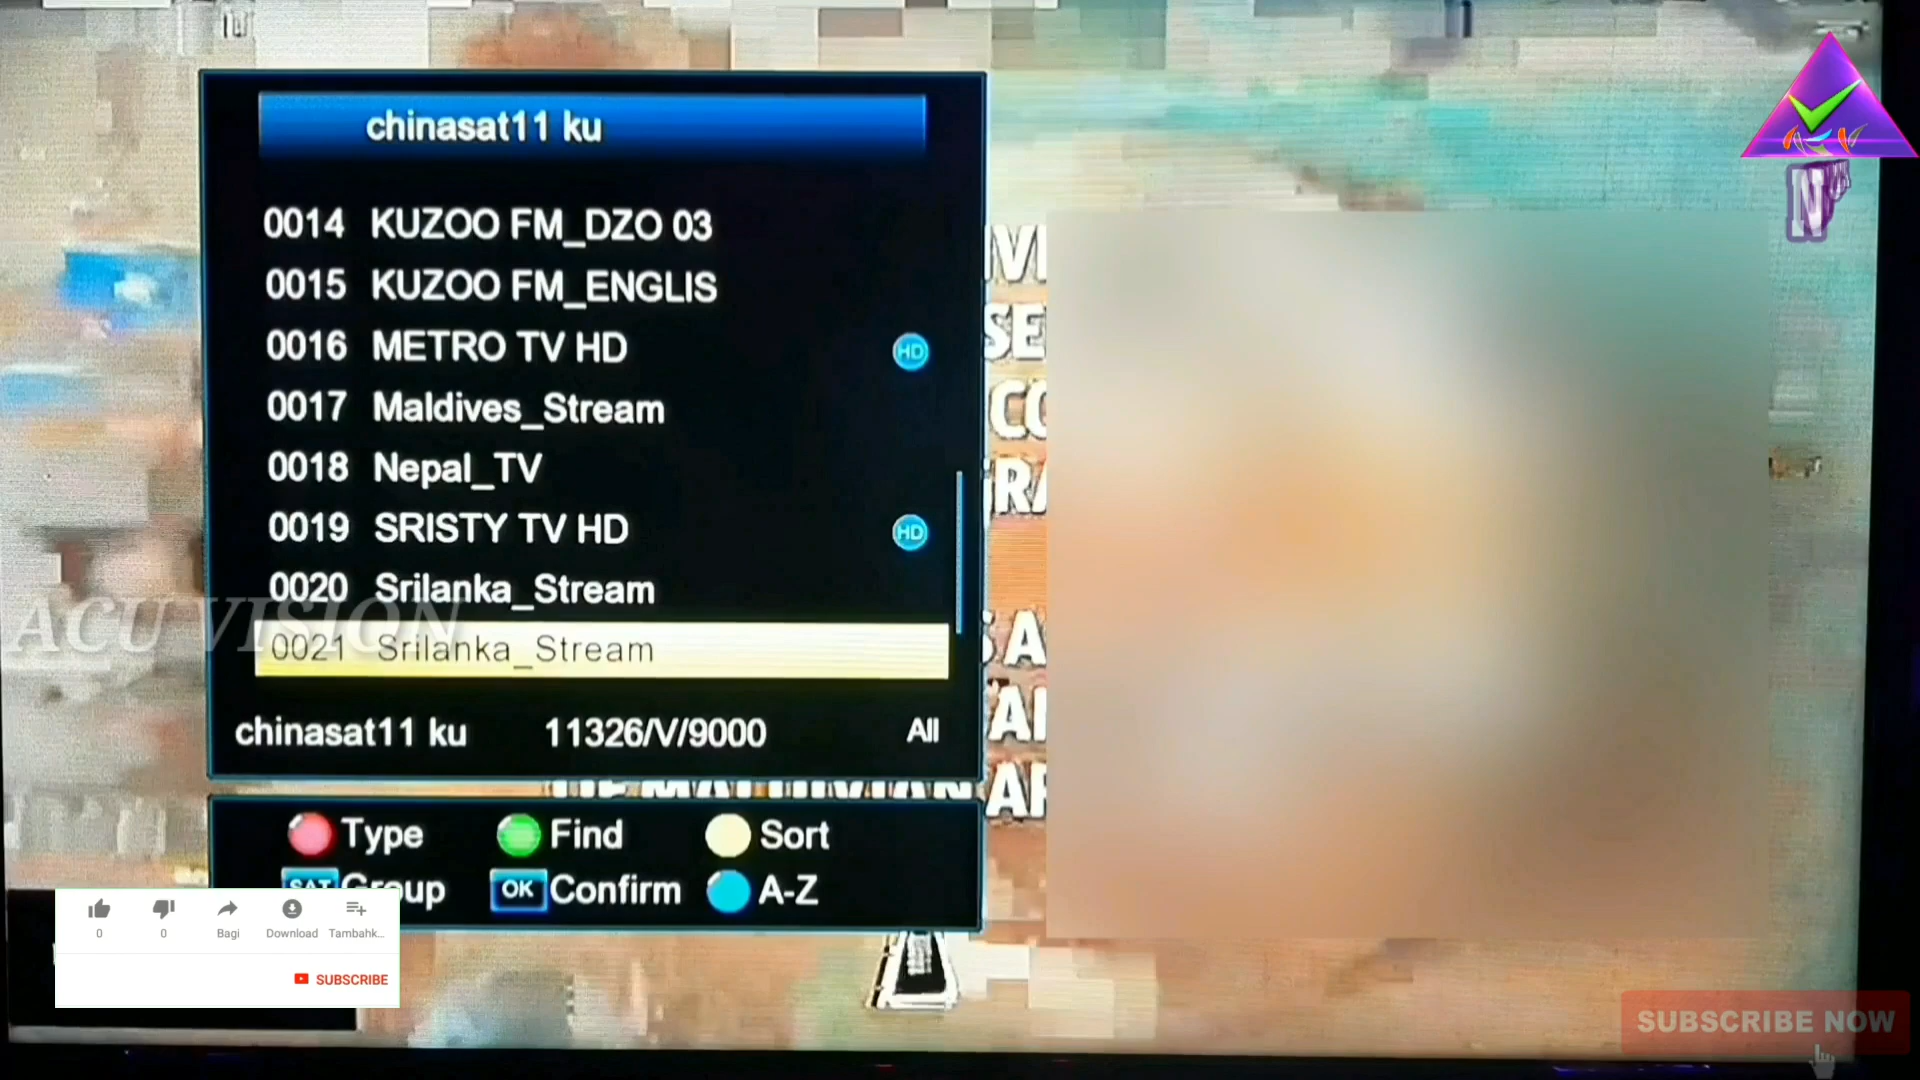 chinasat11 ku
0014 KUZOO FM_DZO 03
0015 KUZOO FM_ENGLIS
0016 METRO TV HD HD
0017 Maldives_Stream
0018 Nepal_TV
0019 SRISTY TV HD HD
0020 Srilanka_Stream
0021 Srilanka_Stream
ACU VISION
chinasat11 ku 11326/V/9000 All
Type Find Sort
SAT Group OK Confirm A-Z
0 0 Bagi Download Tambahk...
SUBSCRIBE
SUBSCRIBE NOW